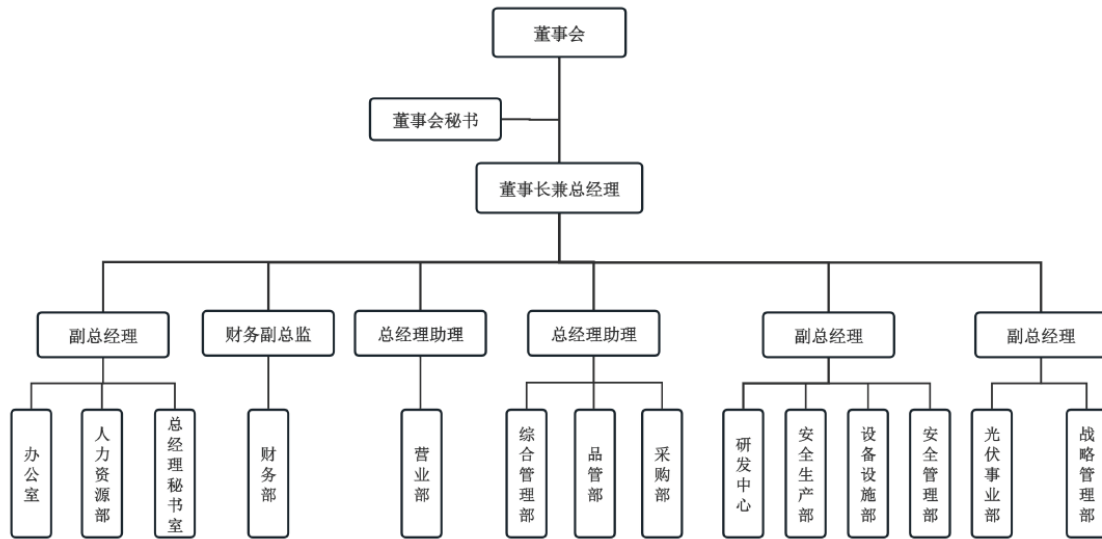 董事会
董事会秘书
董事长兼总经理
副总经理
财务副总监
总经理助理
总经理助理
副总经理
副总经理
办公室
人力资源部
总经理秘书室
财务部
营业部
综合管理部
品管部
采购部
研发中心
安全生产部
设备设施部
安全管理部
光伏事业部
战略管理部